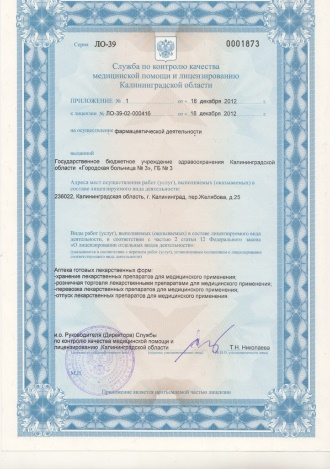 Серия ЛО-39 0001873
Служба по контролю качества
медицинской помощи и лицензированию
Калининградской области
ПРИЛОЖЕНИЕ № 1 от « 18 декабря 2012 г.
к лицензии № ЛО-39-02-000416 от « 18 декабря 2012 г.
на осуществление фармацевтической деятельности
выданной
Государственное бюджетное учреждение здравоохранения Калининградской
области «Городская больница № 3», ГБ № 3
Адреса мест осуществления работ (услуг), выполняемых (оказываемых) в
составе лицензируемого вида деятельности
236022, Калининградская область, г. Калининград, пер.Желябова, д.25
Виды работ (услуг), выполняемых (оказываемых) в составе лицензируемого вида
деятельности, в соответствии с частью 2 статьи 12 Федерального закона
«О лицензировании отдельных видов деятельности»
Аптека готовых лекарственных форм:
-хранение лекарственных препаратов для медицинского применения;
-розничная торговля лекарственными препаратами для медицинского применения;
-перевозка лекарственных препаратов для медицинского применения;
-отпуск лекарственных препаратов для медицинского применения
и.о. Руководителя (Директора) Службы
по контролю качества медицинской помощи и
лицензированию Калининградской области Т.Н. Николаева
М.П.
Приложение является неотъемлемой частью лицензии